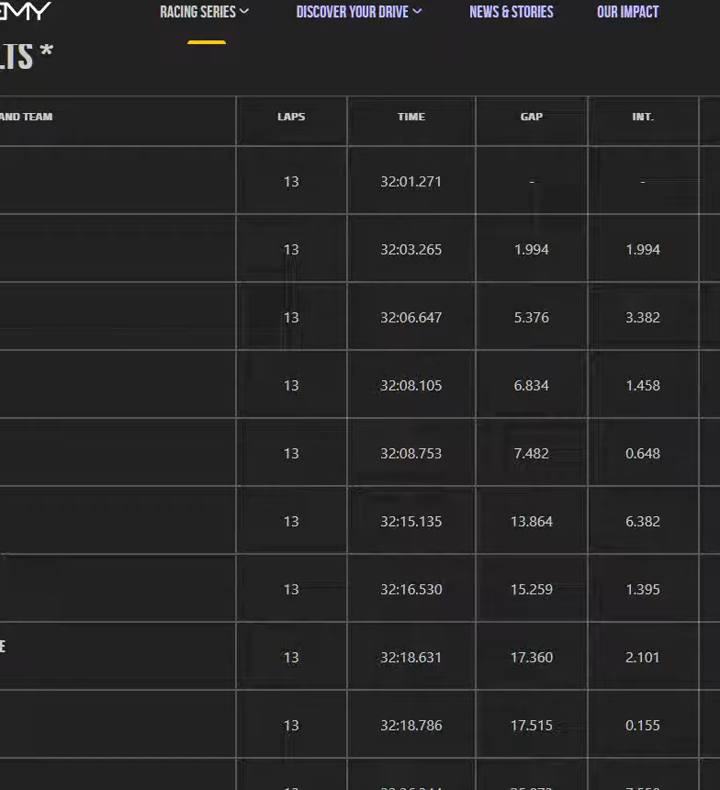 EMY RACING SERIES DISCOVER YOUR DRIVE NEWS & STORIES OUR IMPACT
LTS *
AND TEAM LAPS TIME GAP INT.
13 32:01.271 - -
13 32:03.265 1.994 1.994
13 32:06.647 5.376 3.382
13 32:08.105 6.834 1.458
13 32:08.753 7.482 0.648
13 32:15.135 13.864 6.382
13 32:16.530 15.259 1.395
E 13 32:18.631 17.360 2.101
13 32:18.786 17.515 0.155